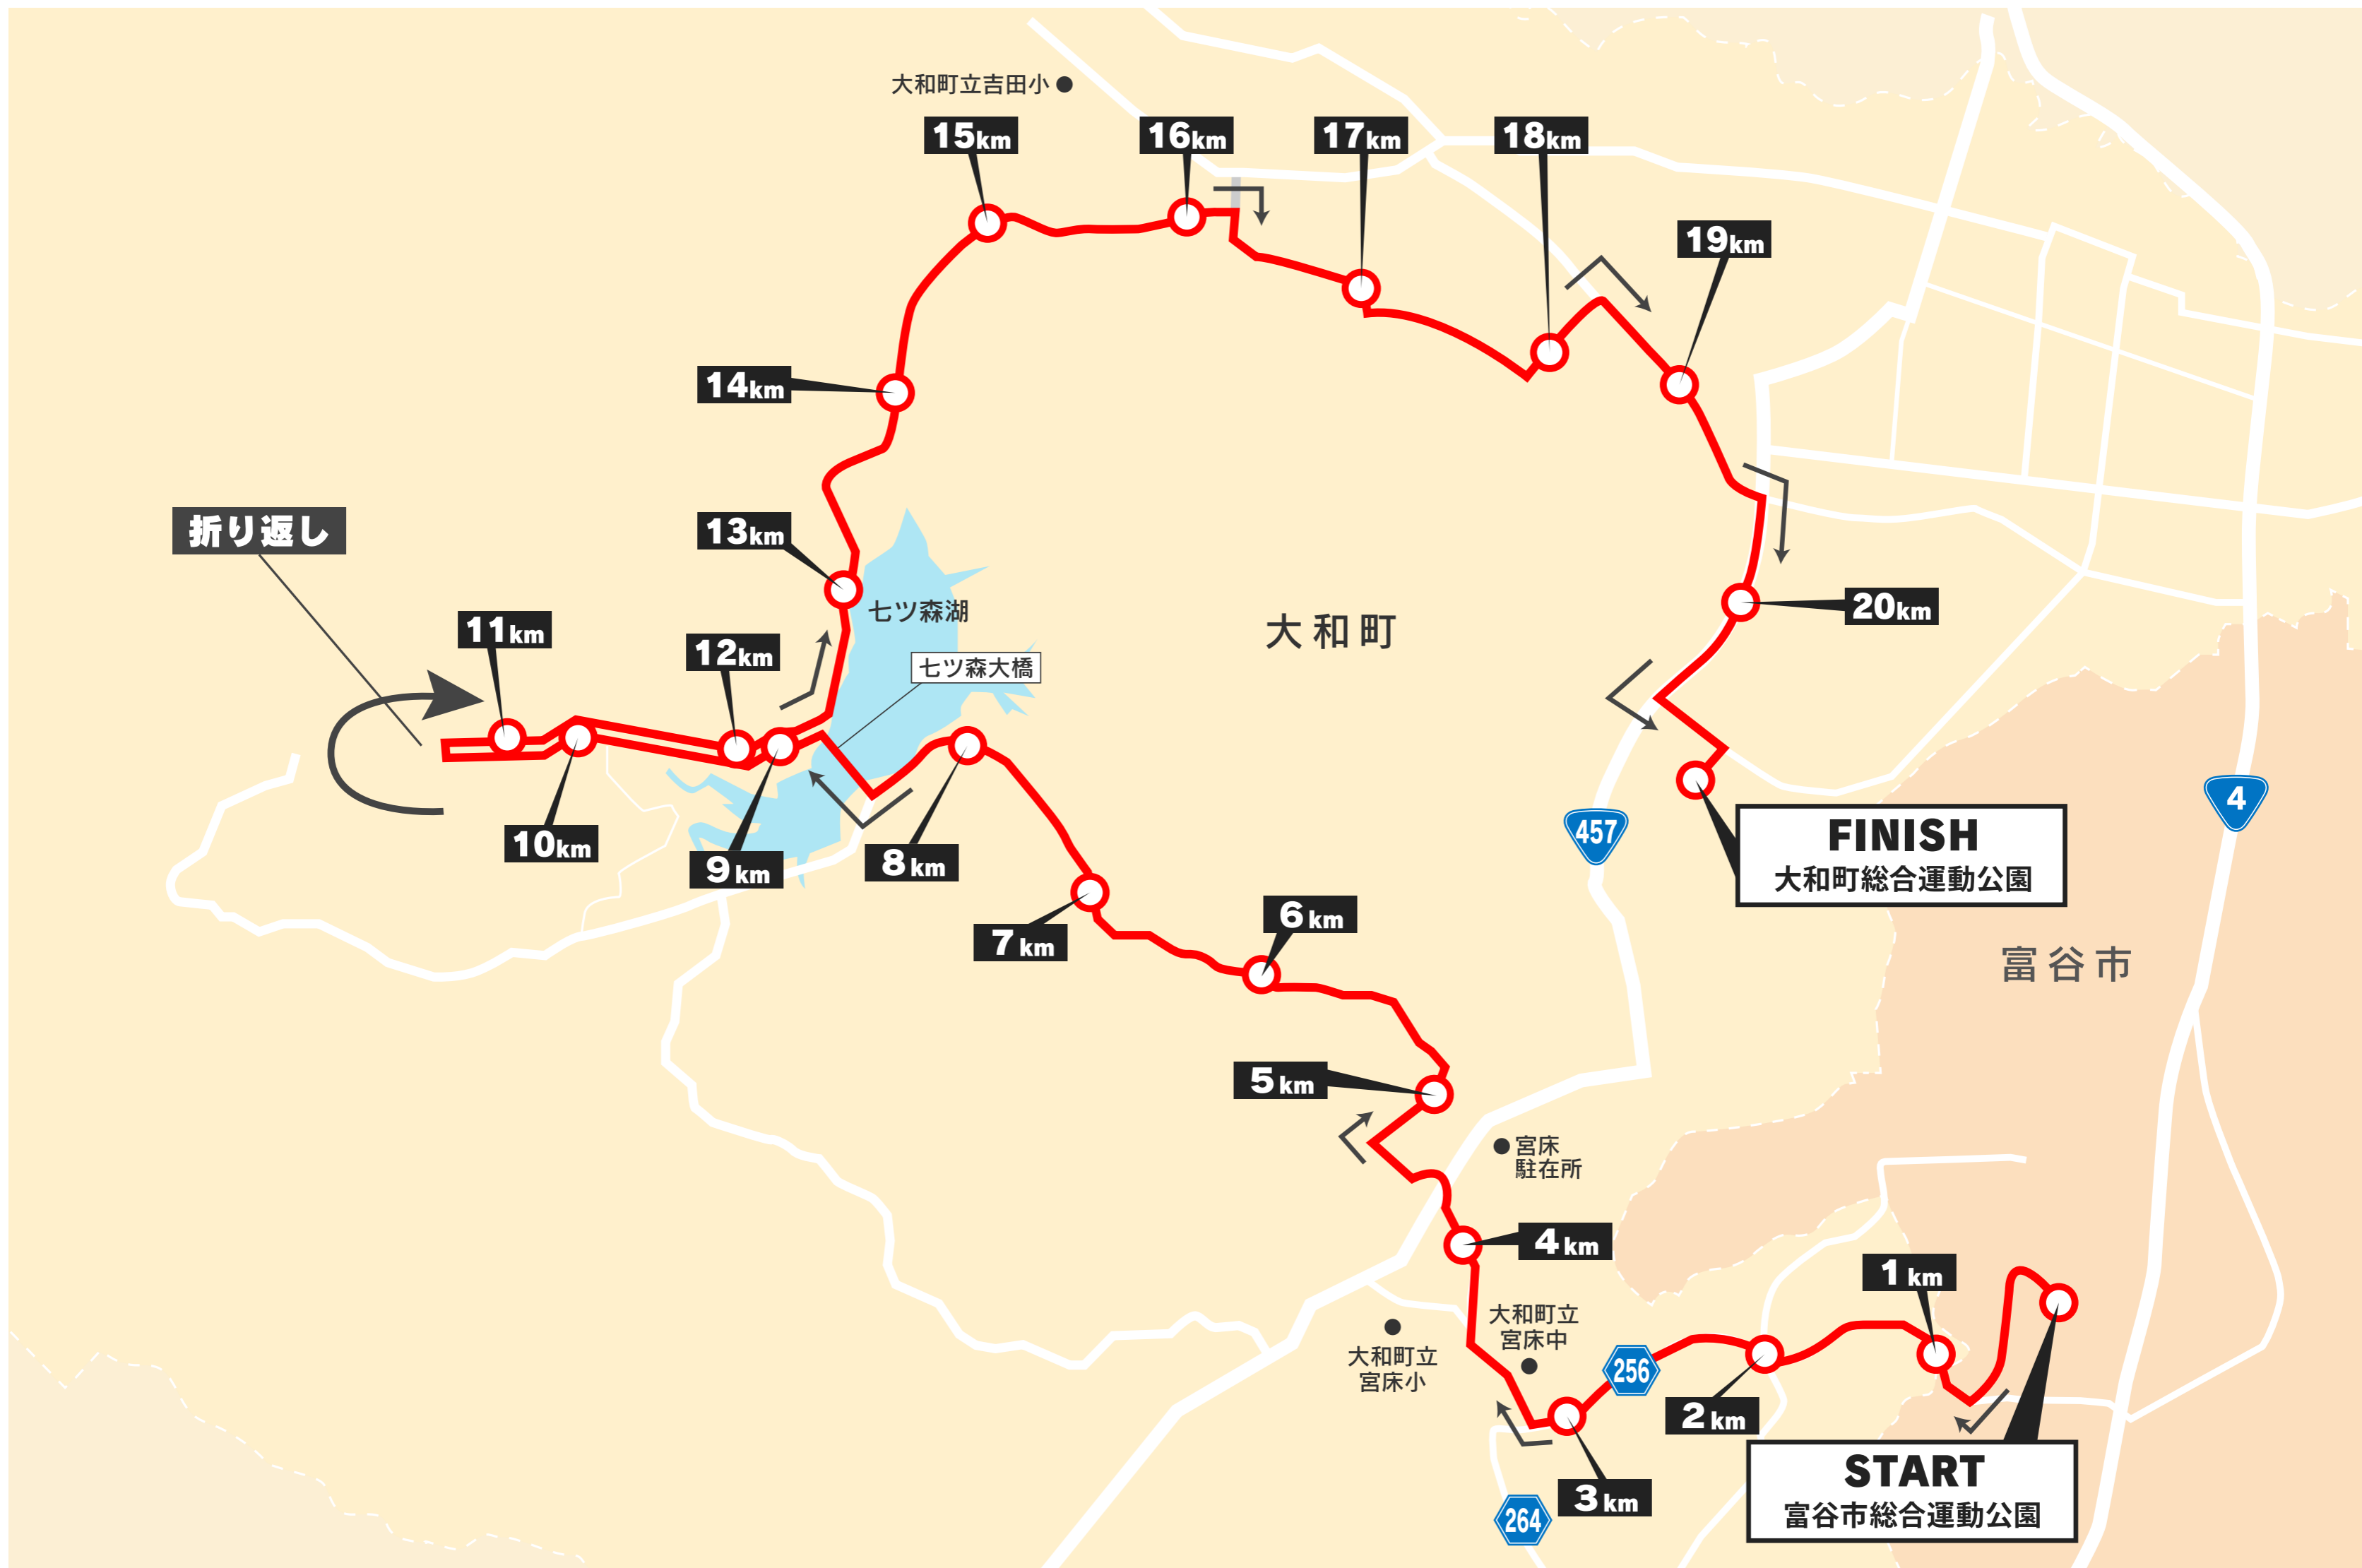 大和町立吉田小
15km
16km
17km
18km
19km
14km
折り返し
13km
七ツ森湖
11km
12km
七ツ森大橋
大和町
20km
10km
9km
8km
457
4
FINISH
大和町総合運動公園
7km
6km
富谷市
5km
宮床
駐在所
4km
1km
大和町立
宮床中
大和町立
宮床小
256
2km
3km
264
START
富谷市総合運動公園